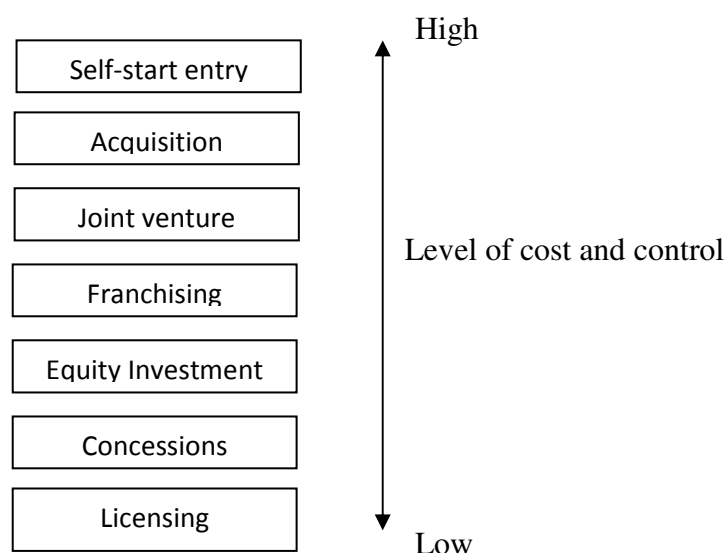 High
Self-start entry
Acquisition
Joint venture
Level of cost and control
Franchising
Equity Investment
Concessions
Licensing
Low